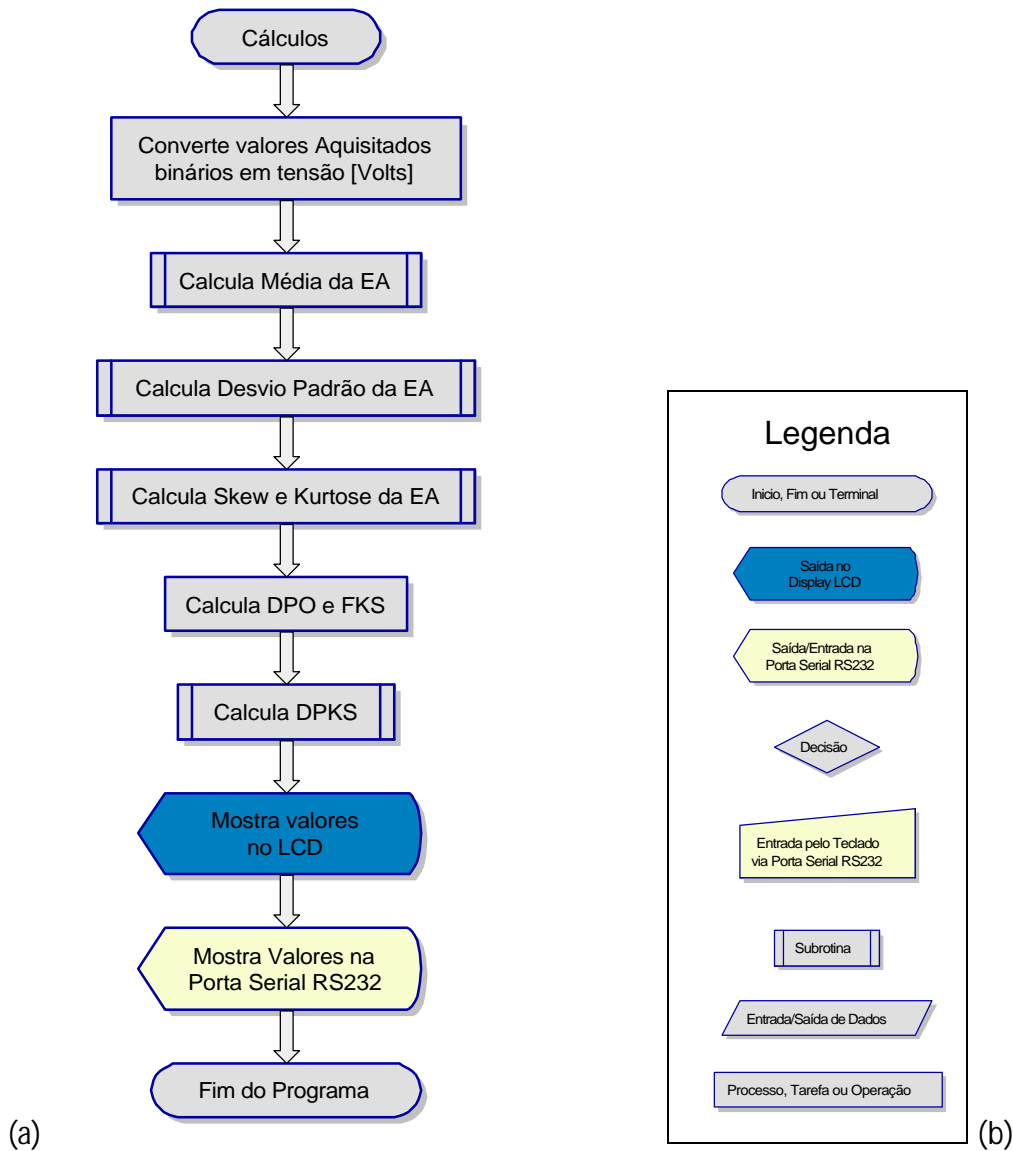 Cálculos
Converte valores Aquisitados
binários em tensão [Volts]
Calcula Média da EA
Calcula Desvio Padrão da EA
Calcula Skew e Kurtose da EA
Calcula DPO e FKS
Calcula DPKS
Mostra valores
no LCD
Mostra Valores na
Porta Serial RS232
Fim do Programa
(a)
Legenda
Inicio, Fim ou Terminal
Saída no
Display LCD
Saída/Entrada na
Porta Serial RS232
Decisão
Entrada pelo Teclado
via Porta Serial RS232
Subrotina
Entrada/Saída de Dados
Processo, Tarefa ou Operação
(b)